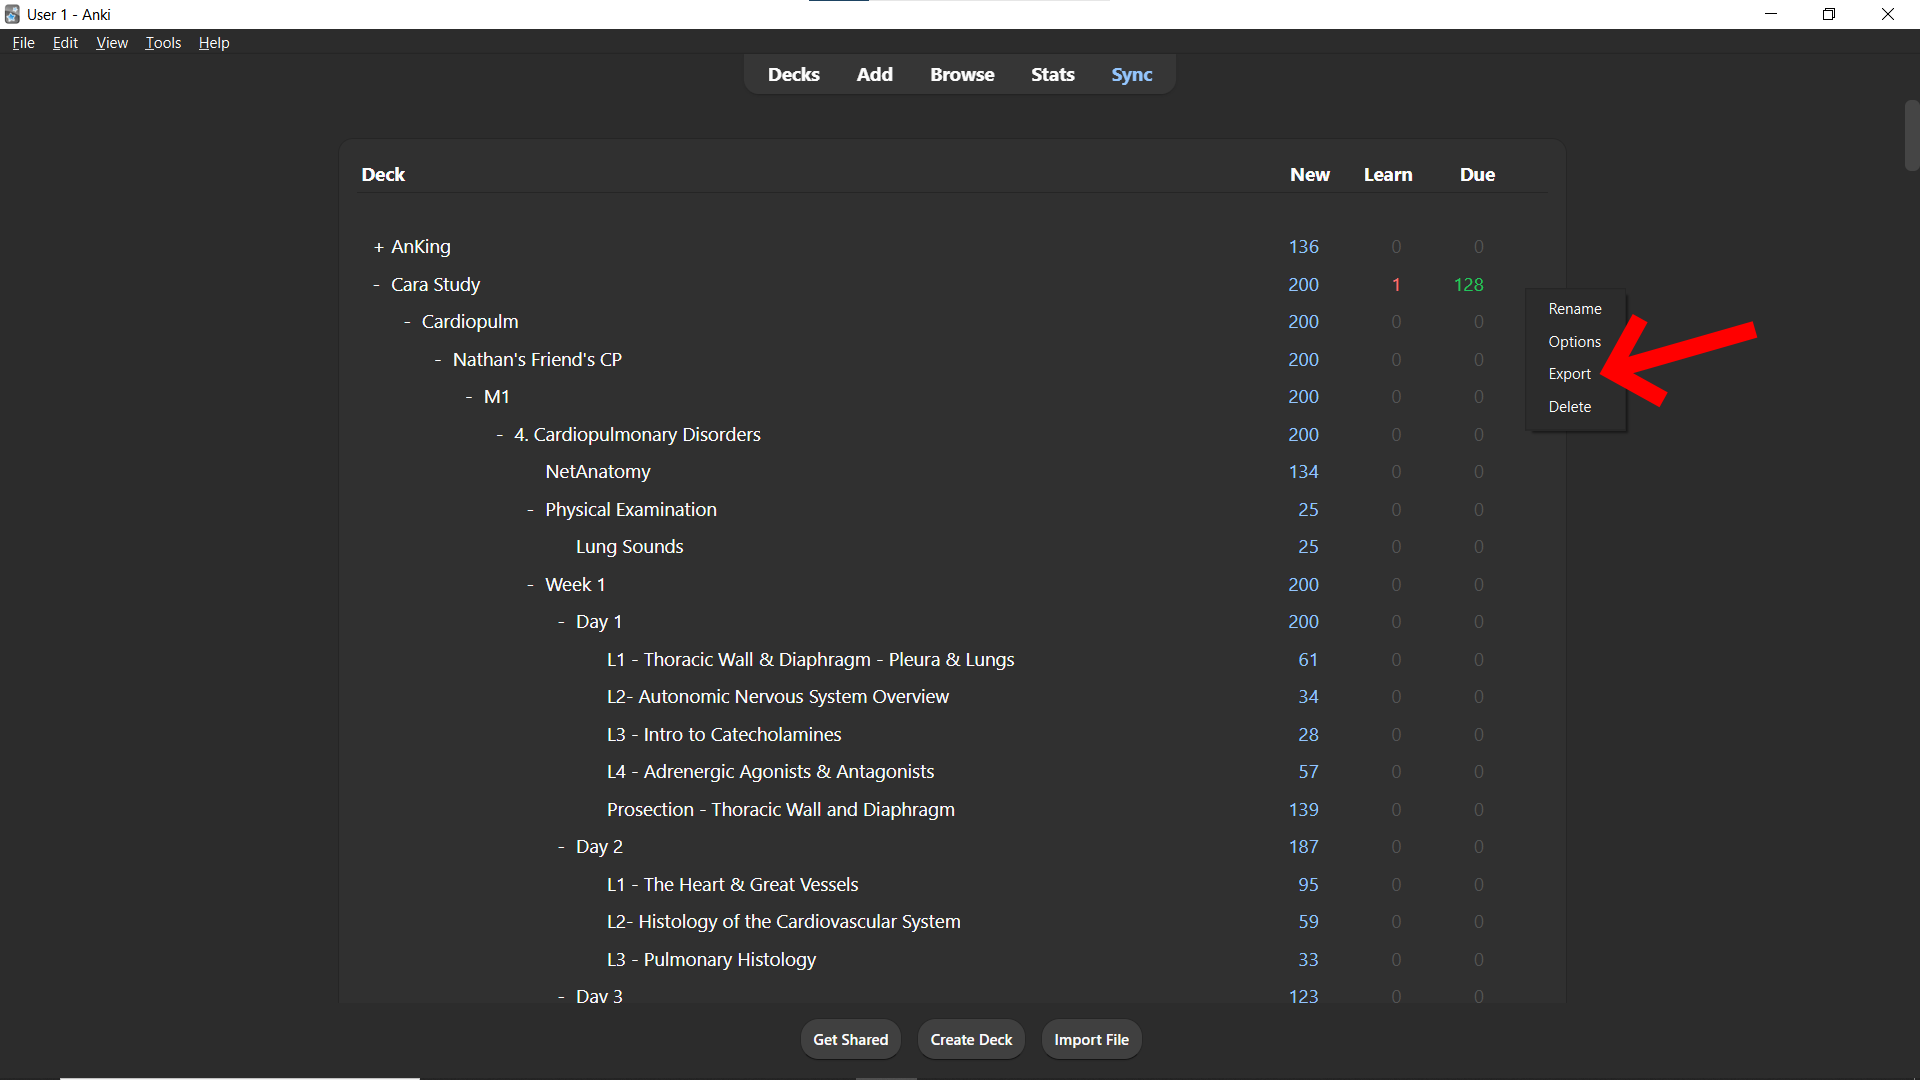 User 1 - Anki
File Edit View Tools Help
Decks Add Browse Stats Sync
Deck New Learn Due
+ AnKing 136 0 0
- Cara Study 200 1 128
- Cardiopulm 200 0 0
- Nathan's Friend's CP 200 0 0
- M1 200 0 0
- 4. Cardiopulmonary Disorders 200 0 0
NetAnatomy 134 0 0
- Physical Examination 25 0 0
Lung Sounds 25 0 0
- Week 1 200 0 0
- Day 1 200 0 0
L1 - Thoracic Wall & Diaphragm - Pleura & Lungs 61 0 0
L2- Autonomic Nervous System Overview 34 0 0
L3 - Intro to Catecholamines 28 0 0
L4 - Adrenergic Agonists & Antagonists 57 0 0
Prosection - Thoracic Wall and Diaphragm 139 0 0
- Day 2 187 0 0
L1 - The Heart & Great Vessels 95 0 0
L2- Histology of the Cardiovascular System 59 0 0
L3 - Pulmonary Histology 33 0 0
- Day 3 123 0 0
Rename
Options
Export
Delete
Get Shared Create Deck Import File